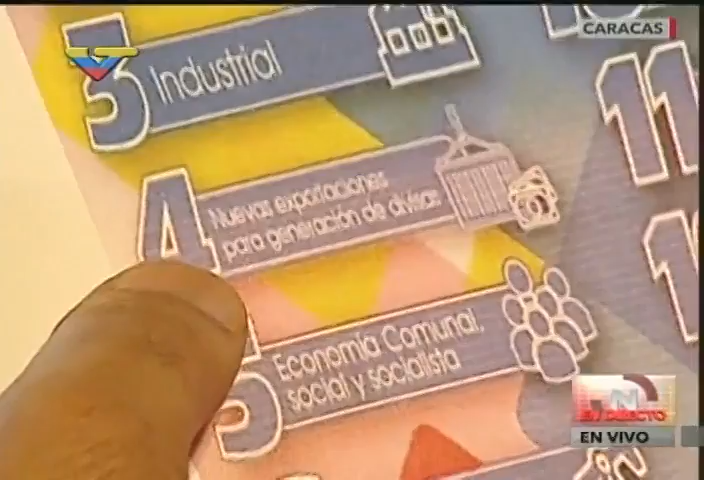 CARACAS
3 Industrial
4 Nuevas exportaciones
para generación de divisas
5 Economía Comunal,
social y socialista
11
EN DIRECTO
EN VIVO